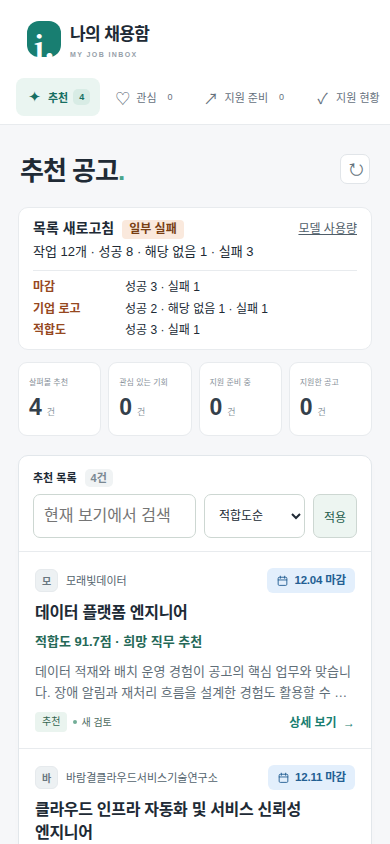 i.
나의 채용함
MY JOB INBOX
✦ 추천 4 ♡ 관심 0 ↗ 지원 준비 0 ✓ 지원 현황
추천 공고.
목록 새로고침 일부 실패 모델 사용량
작업 12개 · 성공 8 · 해당 없음 1 · 실패 3
마감 성공 3 · 실패 1
기업 로고 성공 2 · 해당 없음 1 · 실패 1
적합도 성공 3 · 실패 1
살펴볼 추천 관심 있는 기회 지원 준비 중 지원한 공고
4 건 0 건 0 건 0 건
추천 목록 4건
현재 보기에서 검색 적합도순 적용
모 모래빛데이터 12.04 마감
데이터 플랫폼 엔지니어
적합도 91.7점 · 희망 직무 추천
데이터 적재와 배치 운영 경험이 공고의 핵심 업무와 맞습니
다. 장애 알림과 재처리 흐름을 설계한 경험도 활용할 수 …
추천 • 새 검토 상세 보기 →
바 바람결클라우드서비스기술연구소 12.11 마감
클라우드 인프라 자동화 및 서비스 신뢰성
엔지니어